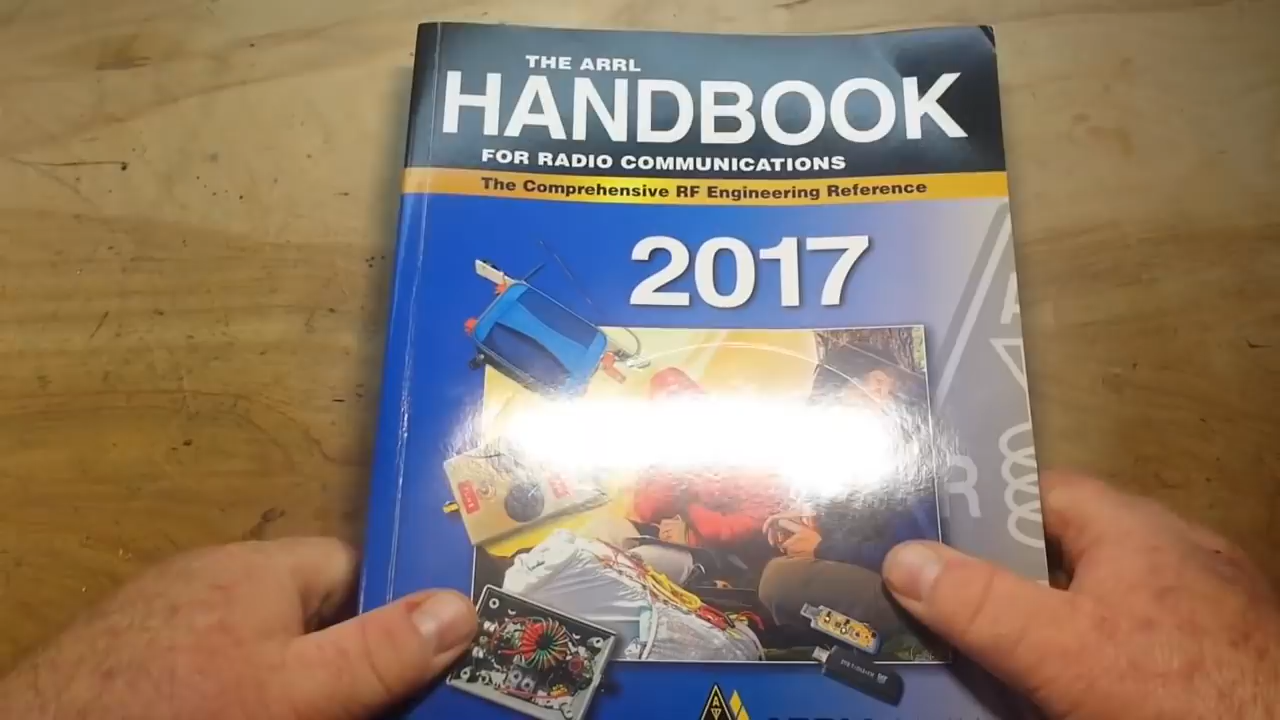 THE ARRL
HANDBOOK
FOR RADIO COMMUNICATIONS
The Comprehensive RF Engineering Reference
2017